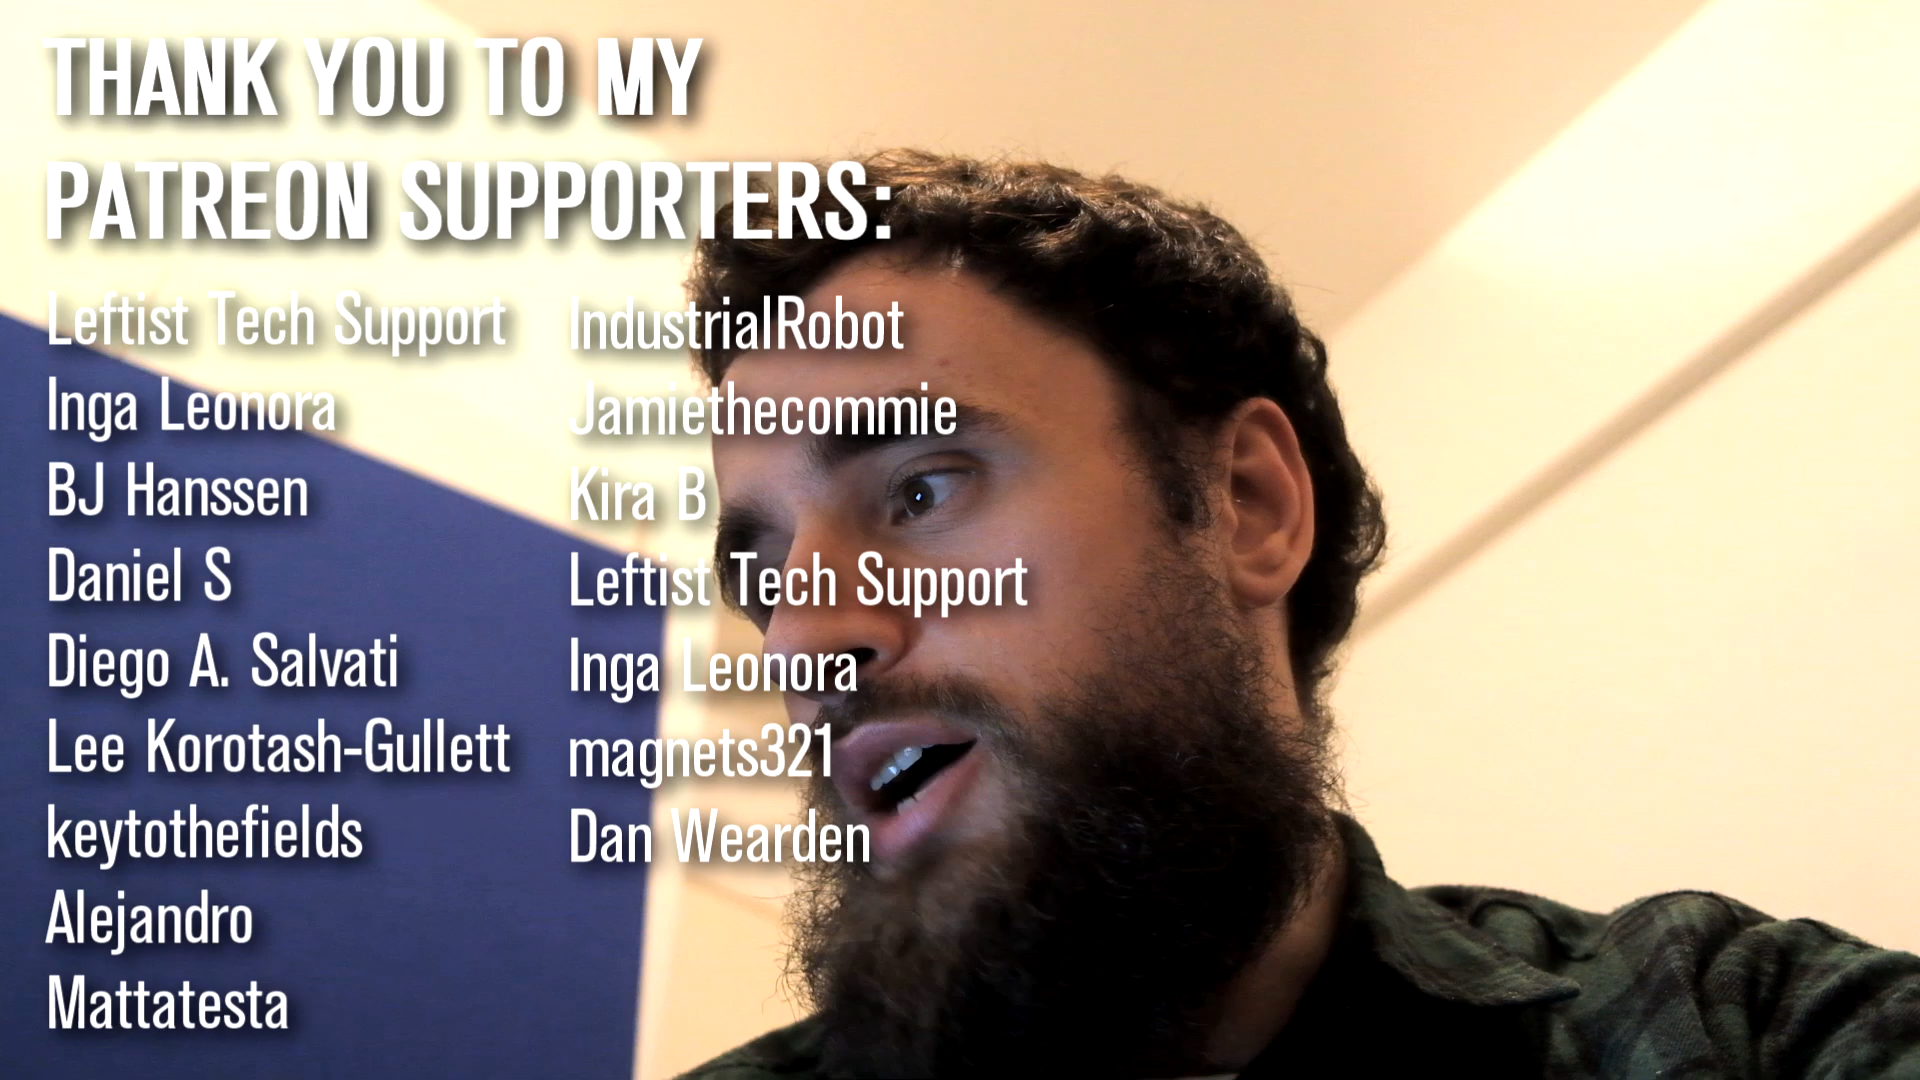 THANK YOU TO MY
PATREON SUPPORTERS:
Leftist Tech Support
Inga Leonora
BJ Hanssen
Daniel S
Diego A. Salvati
Lee Korotash-Gullett
keytothefields
Alejandro
Mattatesta
IndustrialRobot
Jamiethecommie
Kira B
Leftist Tech Support
Inga Leonora
magnets321
Dan Wearden